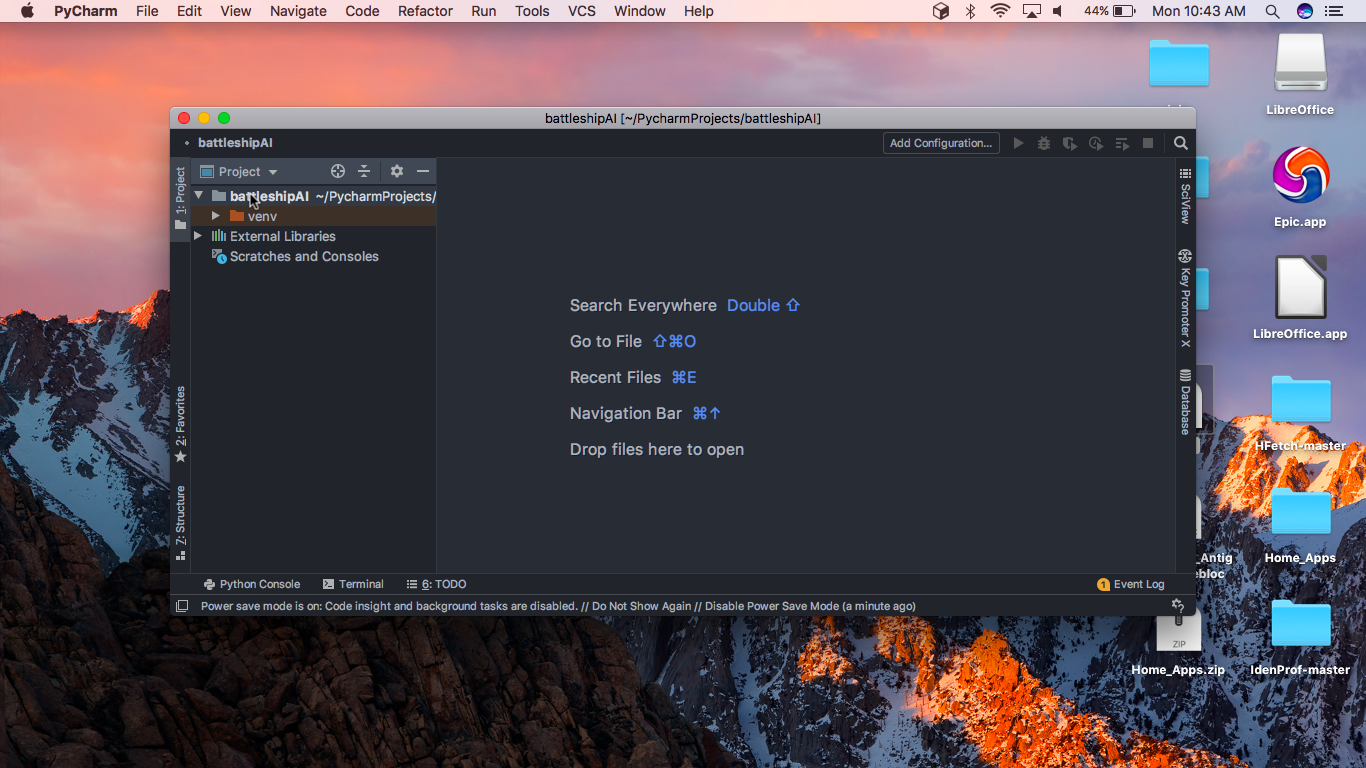 PyCharm File Edit View Navigate Code Refactor Run Tools VCS Window Help 44% Mon 10:43 AM
LibreOffice
battleshipAI [~/PycharmProjects/battleshipAI]
battleshipAI Add Configuration...
1: Project
Project
battleshipAI ~/PycharmProjects/
venv
External Libraries
Scratches and Consoles
2: Favorites
7: Structure
Search Everywhere Double ⇧
Go to File ⇧⌘O
Recent Files ⌘E
Navigation Bar ⌘↑
Drop files here to open
SciView
Key Promoter X
Database
Python Console Terminal 6: TODO 1 Event Log
Power save mode is on: Code insight and background tasks are disabled. // Do Not Show Again // Disable Power Save Mode (a minute ago)
Epic.app
LibreOffice.app
HFetch-master
_Antig
ebloc
Home_Apps
ZIP
Home_Apps.zip
IdenProf-master